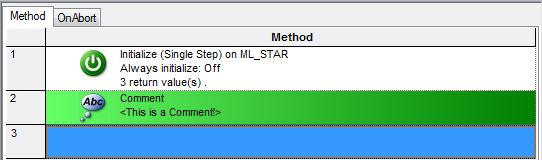 Method
OnAbort
Method
1
Initialize (Single Step) on ML_STAR
Always initialize: Off
3 return value(s) .
2
Abc
Comment
<This is a Comment!>
3